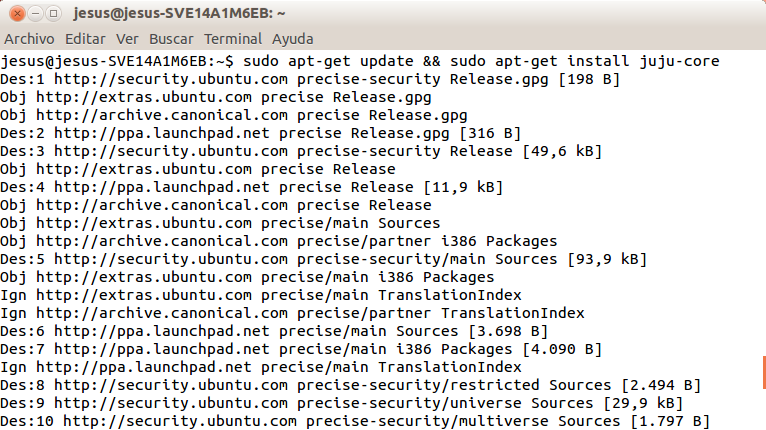 jesus@jesus-SVE14A1M6EB: ~
Archivo Editar Ver Buscar Terminal Ayuda
jesus@jesus-SVE14A1M6EB:~$ sudo apt-get update && sudo apt-get install juju-core
Des:1 http://security.ubuntu.com precise-security Release.gpg [198 B]
Obj http://extras.ubuntu.com precise Release.gpg
Obj http://archive.canonical.com precise Release.gpg
Des:2 http://ppa.launchpad.net precise Release.gpg [316 B]
Des:3 http://security.ubuntu.com precise-security Release [49,6 kB]
Obj http://extras.ubuntu.com precise Release
Des:4 http://ppa.launchpad.net precise Release [11,9 kB]
Obj http://archive.canonical.com precise Release
Obj http://extras.ubuntu.com precise/main Sources
Obj http://archive.canonical.com precise/partner i386 Packages
Des:5 http://security.ubuntu.com precise-security/main Sources [93,9 kB]
Obj http://extras.ubuntu.com precise/main i386 Packages
Ign http://extras.ubuntu.com precise/main TranslationIndex
Ign http://archive.canonical.com precise/partner TranslationIndex
Des:6 http://ppa.launchpad.net precise/main Sources [3.698 B]
Des:7 http://ppa.launchpad.net precise/main i386 Packages [4.090 B]
Ign http://ppa.launchpad.net precise/main TranslationIndex
Des:8 http://security.ubuntu.com precise-security/restricted Sources [2.494 B]
Des:9 http://security.ubuntu.com precise-security/universe Sources [29,9 kB]
Des:10 http://security.ubuntu.com precise-security/multiverse Sources [1.797 B]